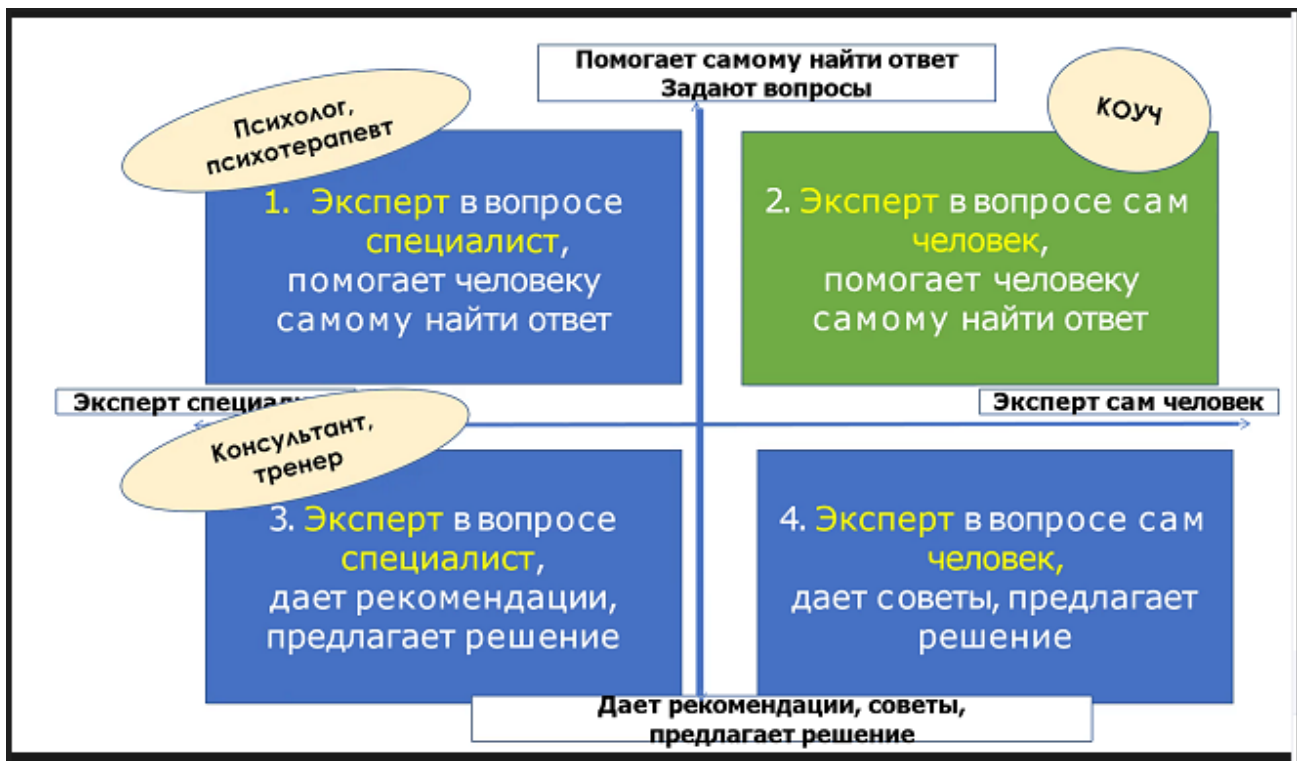 Помогает самому найти ответ
Задают вопросы
Психолог,
психотерапевт
КОУЧ
1. Эксперт в вопросе
специалист,
помогает человеку
самому найти ответ
2. Эксперт в вопросе сам
человек,
помогает человеку
самому найти ответ
Эксперт
Эксперт сам человек
Консультант,
тренер
3. Эксперт в вопросе
специалист,
дает рекомендации,
предлагает решение
4. Эксперт в вопросе сам
человек,
дает советы, предлагает
решение
Дает рекомендации, советы,
предлагает решение